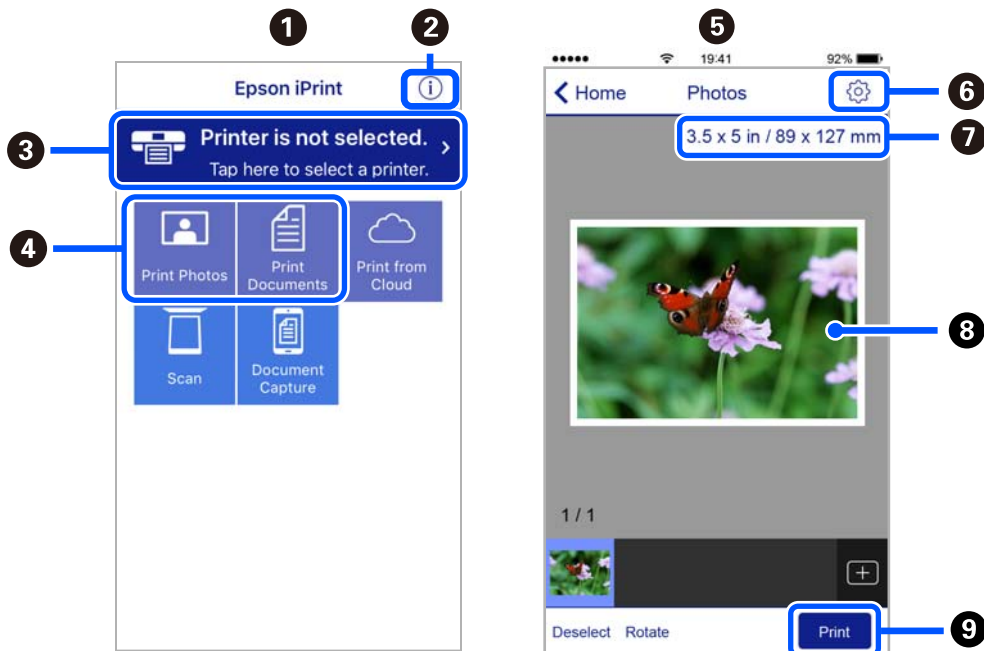 1
2
Epson iPrint
i
3
Printer is not selected.
Tap here to select a printer.
4
Print Photos
Print
Documents
Print from
Cloud
Scan
Document
Capture
5
19:41
92%
Home
Photos
6
3.5 x 5 in / 89 x 127 mm
7
8
1 / 1
Deselect
Rotate
Print
9